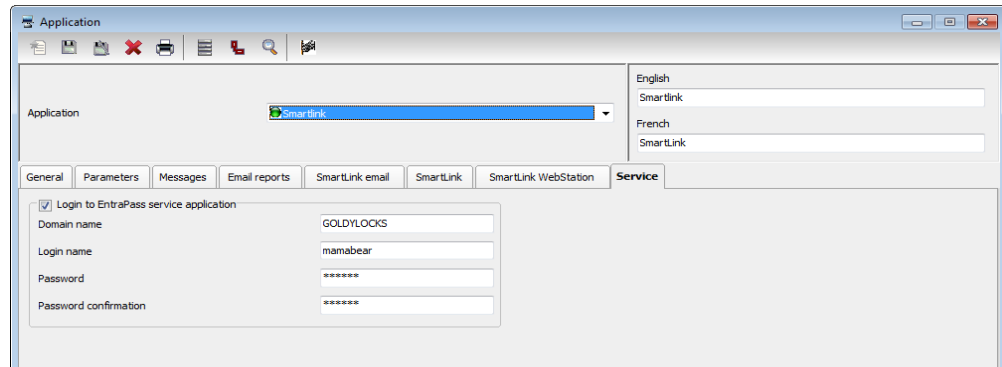 Application
English
Smartlink
Application
Smartlink
French
SmartLink
General Parameters Messages Email reports SmartLink email SmartLink SmartLink WebStation Service
Login to EntraPass service application
Domain name GOLDYLOCKS
Login name mamabear
Password ******
Password confirmation ******